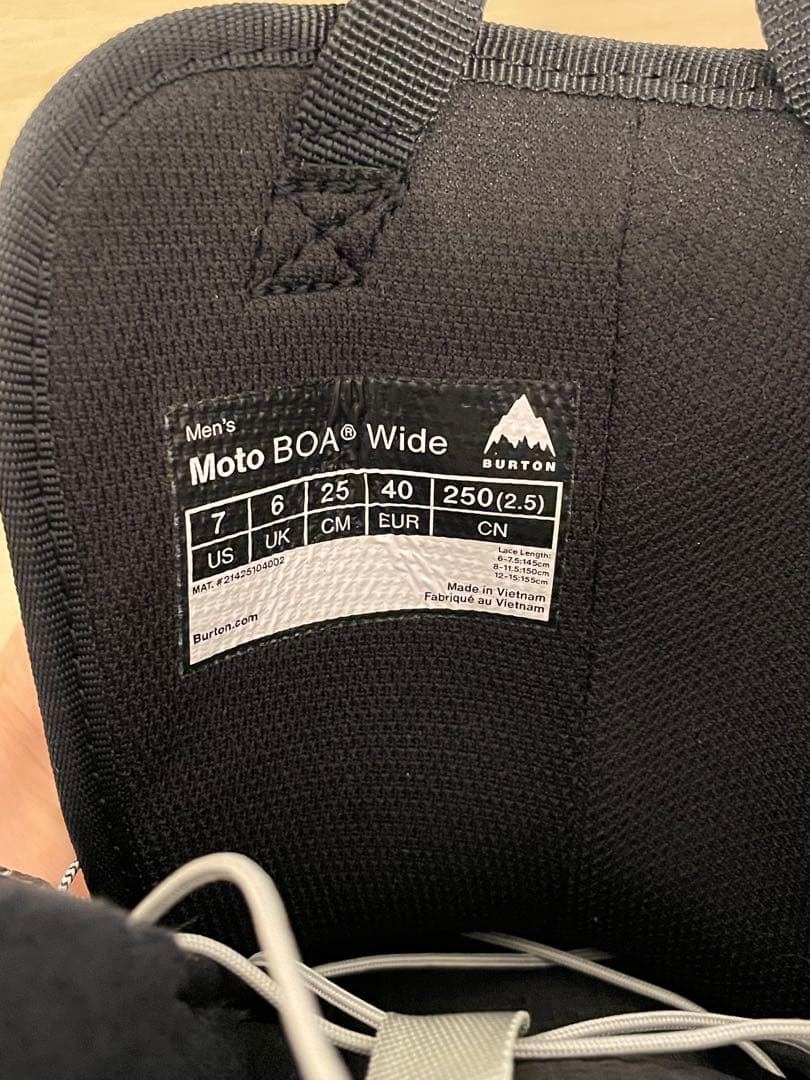 Men's
Moto BOA® Wide
BURTON
7 6 25 40 250(2.5)
US UK CM EUR CN
MAT. #21425104002
Lace Length:
6-7.5:145cm
8-11.5:150cm
12-15:155cm
Made in Vietnam
Fabriqué au Vietnam
Burton.com